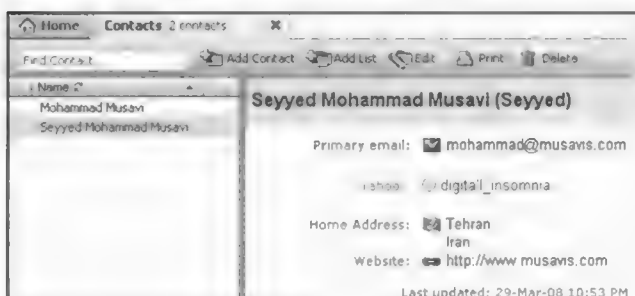 Home Contacts 2 contacts
Find Contact Add Contact Add List Edit Print Delete
Name
Mohammad Musavi
Seyyed Mohammad Musavi
Seyyed Mohammad Musavi (Seyyed)
Primary email: mohammad@musavis.com
digitall_insomnia
Home Address: Tehran
Iran
Website: http://www musavis.com
Last updated: 29-Mar-08 10:53 PM